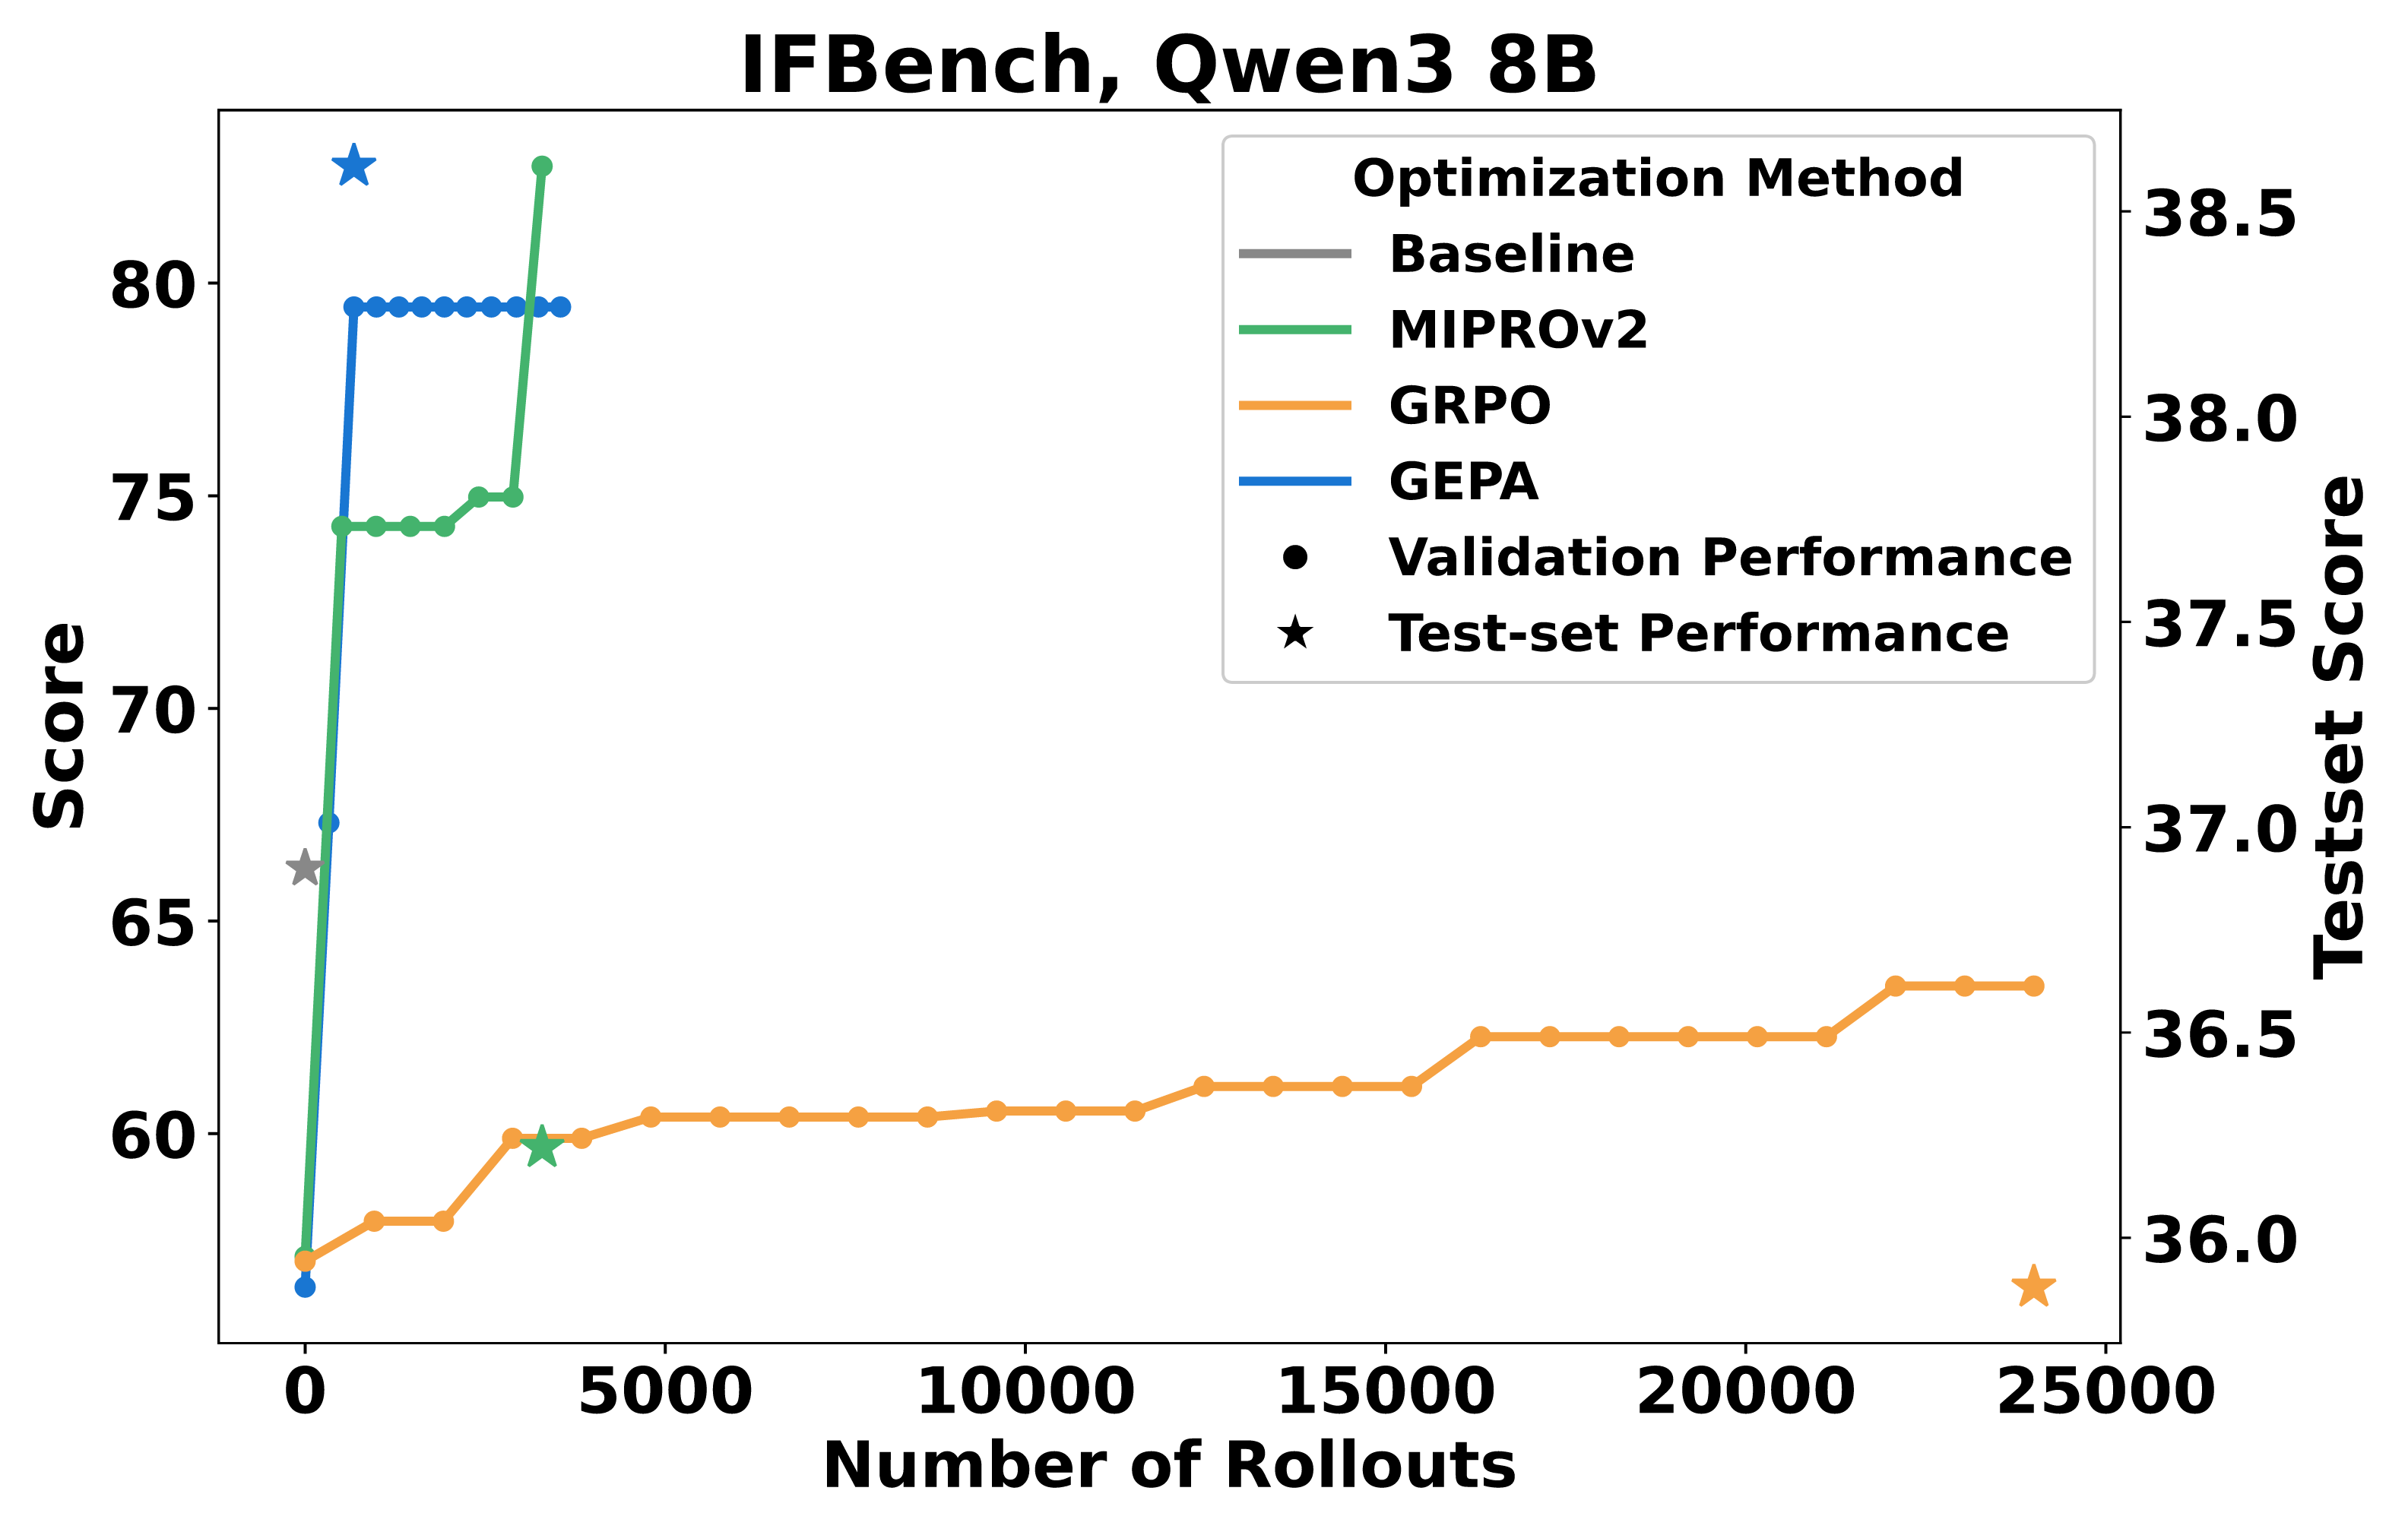 IFBench, Qwen3 8B
Optimization Method
Baseline
MIPROv2
GRPO
GEPA
Validation Performance
Test-set Performance
Score
80
75
70
65
60
Testset Score
38.5
38.0
37.5
37.0
36.5
36.0
0 5000 10000 15000 20000 25000
Number of Rollouts